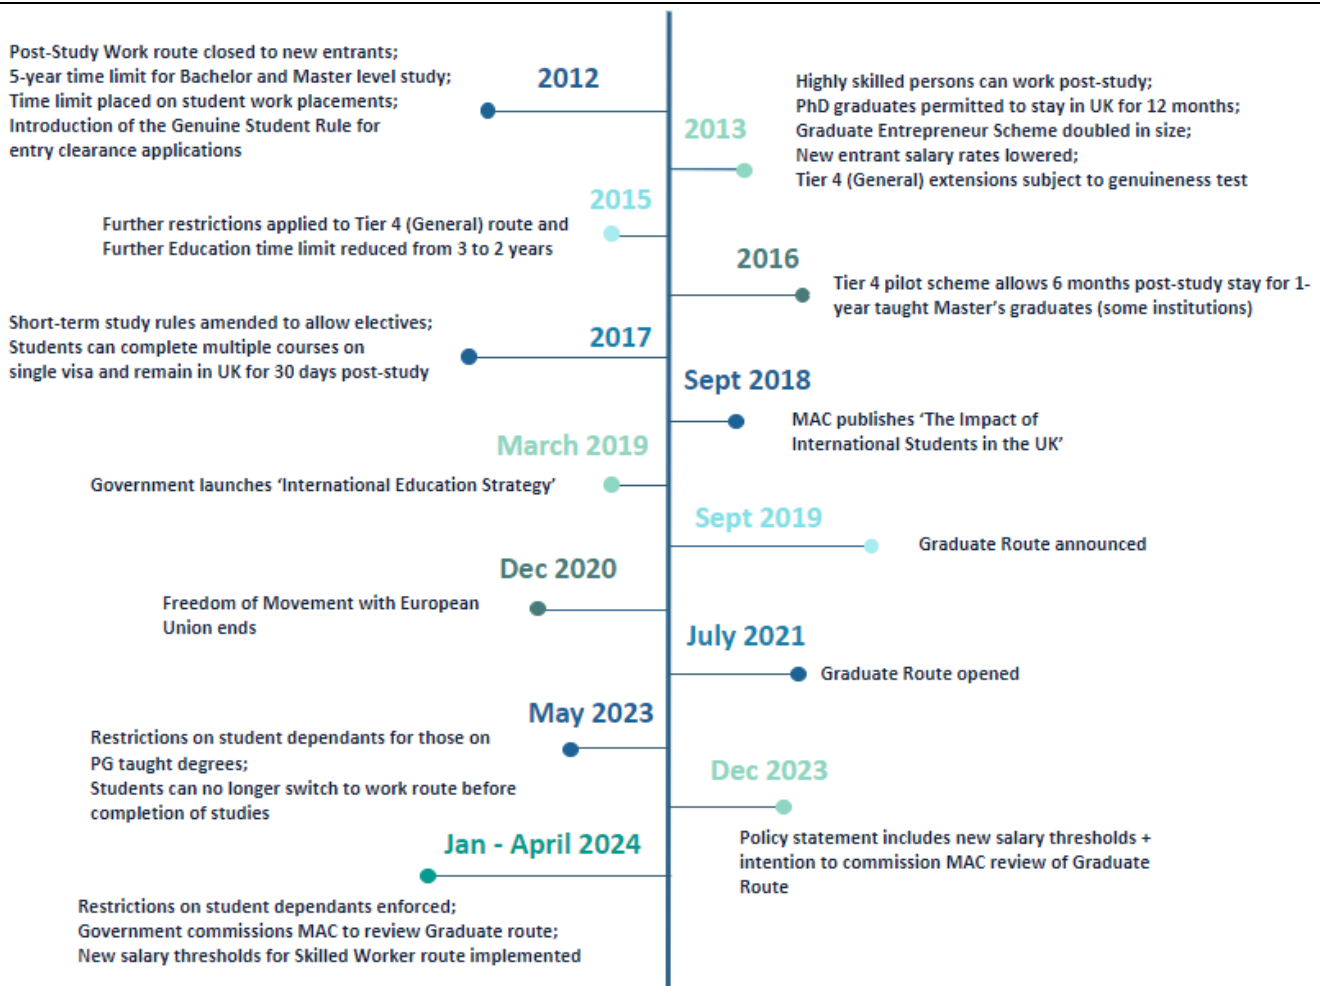 2012
Post-Study Work route closed to new entrants;
5-year time limit for Bachelor and Master level study;
Time limit placed on student work placements;
Introduction of the Genuine Student Rule for
entry clearance applications
2013
Highly skilled persons can work post-study;
PhD graduates permitted to stay in UK for 12 months;
Graduate Entrepreneur Scheme doubled in size;
New entrant salary rates lowered;
Tier 4 (General) extensions subject to genuineness test
2015
Further restrictions applied to Tier 4 (General) route and
Further Education time limit reduced from 3 to 2 years
2016
Tier 4 pilot scheme allows 6 months post-study stay for 1-
year taught Master’s graduates (some institutions)
2017
Short-term study rules amended to allow electives;
Students can complete multiple courses on
single visa and remain in UK for 30 days post-study
Sept 2018
MAC publishes ‘The Impact of
International Students in the UK’
March 2019
Government launches ‘International Education Strategy’
Sept 2019
Graduate Route announced
Dec 2020
Freedom of Movement with European
Union ends
July 2021
Graduate Route opened
May 2023
Restrictions on student dependants for those on
PG taught degrees;
Students can no longer switch to work route before
completion of studies
Dec 2023
Policy statement includes new salary thresholds +
intention to commission MAC review of Graduate
Route
Jan - April 2024
Restrictions on student dependants enforced;
Government commissions MAC to review Graduate route;
New salary thresholds for Skilled Worker route implemented